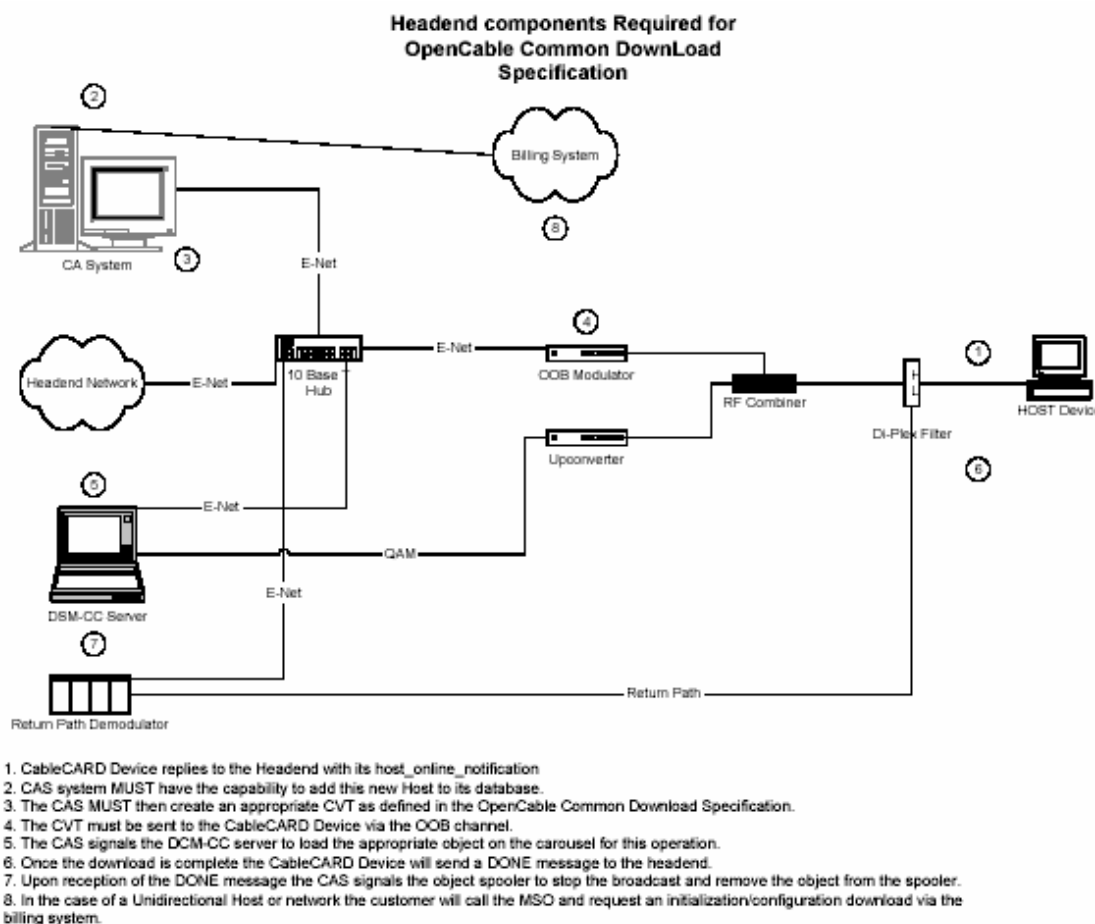 Headend components Required for
OpenCable Common DownLoad
Specification
2
Billing System
8
CA System
3
E-Net
4
E-Net
10 Base T
Hub
OOB Modulator
1
Headend Network
E-Net
RF Combiner
HOST Devic
H
L
Di-Plex Filter
Upconverter
6
5
E-Net
QAM
E-Net
DSM-CC Server
7
Return Path
Return Path Demodulator
1. CableCARD Device replies to the Headend with its host_online_notification
2. CAS system MUST have the capability to add this new Host to its database.
3. The CAS MUST then create an appropriate CVT as defined in the OpenCable Common Download Specification.
4. The CVT must be sent to the CableCARD Device via the OOB channel.
5. The CAS signals the DCM-CC server to load the appropriate object on the carousel for this operation.
6. Once the download is complete the CableCARD Device will send a DONE message to the headend.
7. Upon reception of the DONE message the CAS signals the object spooler to stop the broadcast and remove the object from the spooler.
8. In the case of a Unidirectional Host or network the customer will call the MSO and request an initialization/configuration download via the
billing system.